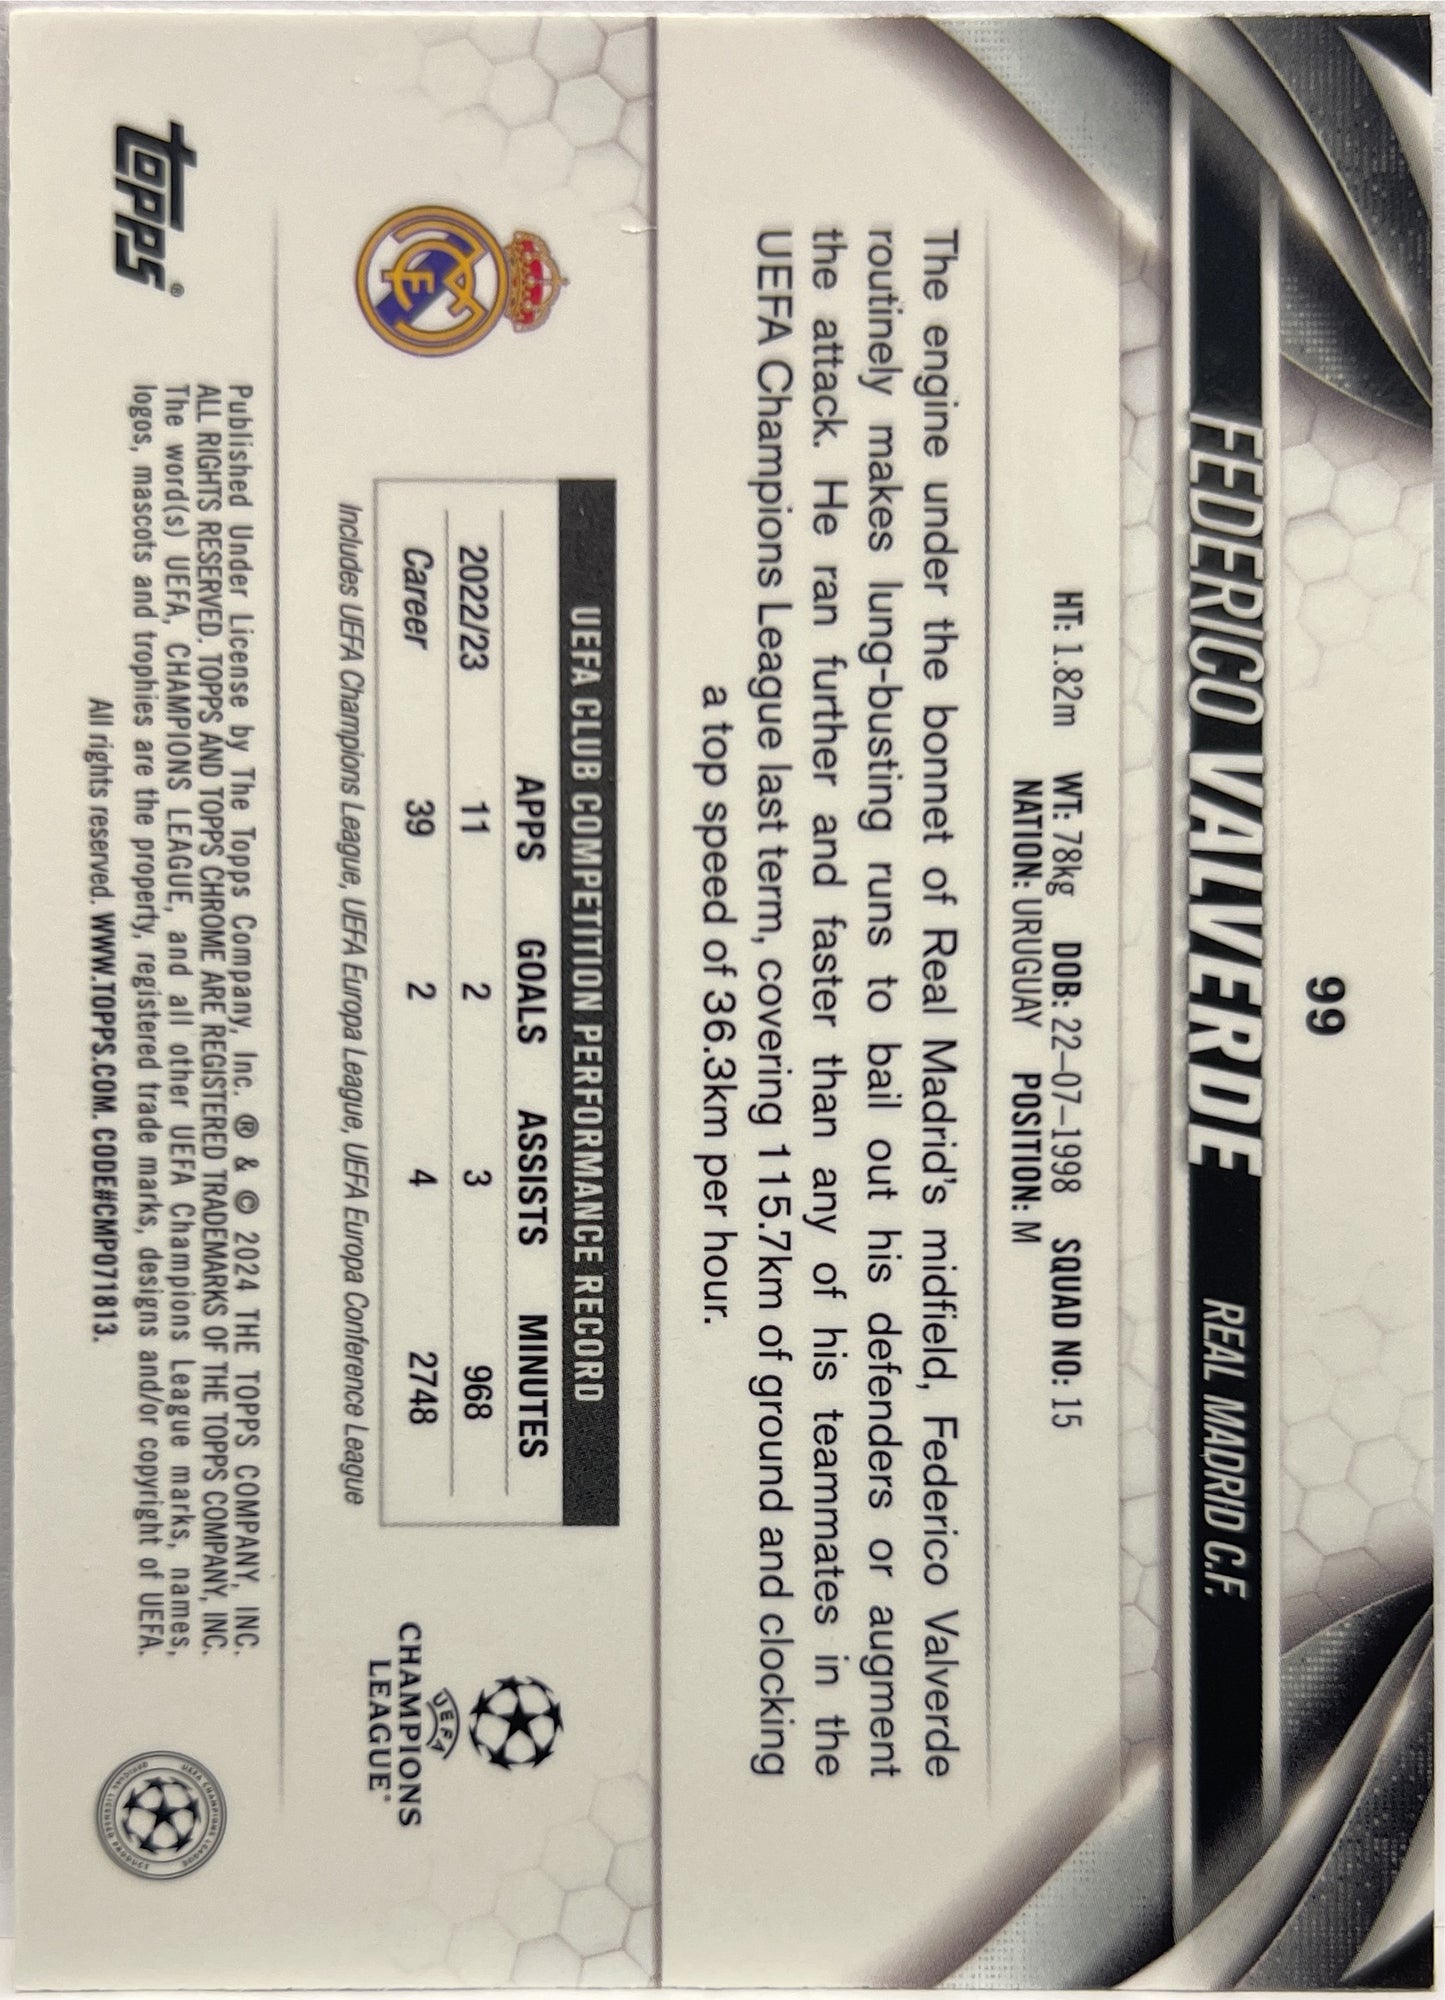 99
FEDERICO VALVERDE REAL MADRID C.F.
HT: 1.82m WT: 78kg DOB: 22–07–1998 SQUAD NO: 15
NATION: URUGUAY POSITION: M
The engine under the bonnet of Real Madrid's midfield, Federico Valverde
routinely makes lung-busting runs to bail out his defenders or augment
the attack. He ran further and faster than any of his teammates in the
UEFA Champions League last term, covering 115.7km of ground and clocking
a top speed of 36.3km per hour.
UEFA CLUB COMPETITION PERFORMANCE RECORD
APPS GOALS ASSISTS MINUTES
2022/23 11 2 3 968
Career 39 2 4 2748
Includes UEFA Champions League, UEFA Europa League, UEFA Europa Conference League
UEFA
CHAMPIONS
LEAGUE®
topps®
Published Under License by The Topps Company, Inc. ® & © 2024 THE TOPPS COMPANY, INC.
ALL RIGHTS RESERVED. TOPPS AND TOPPS CHROME ARE REGISTERED TRADEMARKS OF THE TOPPS COMPANY, INC.
The word(s) UEFA, CHAMPIONS LEAGUE, and all other UEFA Champions League marks, names,
logos, mascots and trophies are the property, registered trade marks, designs and/or copyright of UEFA.
All rights reserved. WWW.TOPPS.COM. CODE#CMP071813.
UEFA CHAMPIONS LEAGUE
OFFICIAL LICENSED PRODUCT